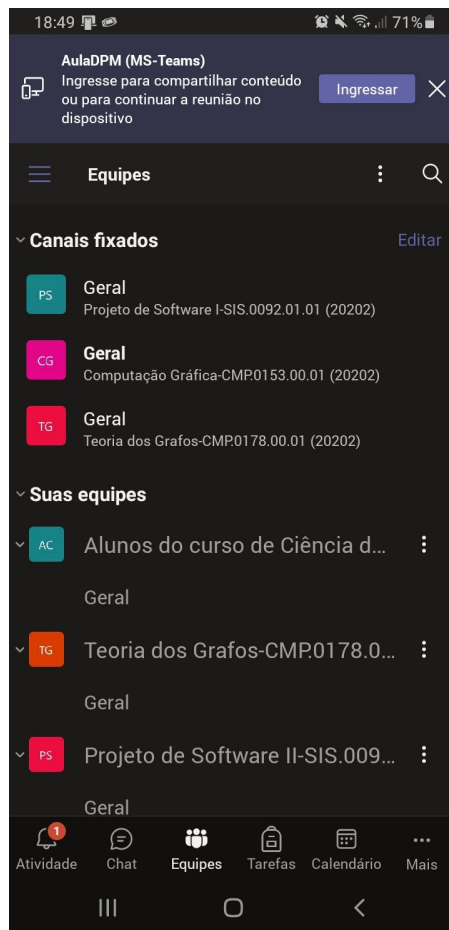 18:49 71%
AulaDPM (MS-Teams)
Ingresse para compartilhar conteúdo
ou para continuar a reunião no
dispositivo
Ingressar
Equipes
Canais fixados Editar
PS Geral
Projeto de Software I-SIS.0092.01.01 (20202)
CG Geral
Computação Gráfica-CMP.0153.00.01 (20202)
TG Geral
Teoria dos Grafos-CMP.0178.00.01 (20202)
Suas equipes
AC Alunos do curso de Ciência d...
Geral
TG Teoria dos Grafos-CMP.0178.0...
Geral
PS Projeto de Software II-SIS.009...
Geral
1
Atividade Chat Equipes Tarefas Calendário Mais